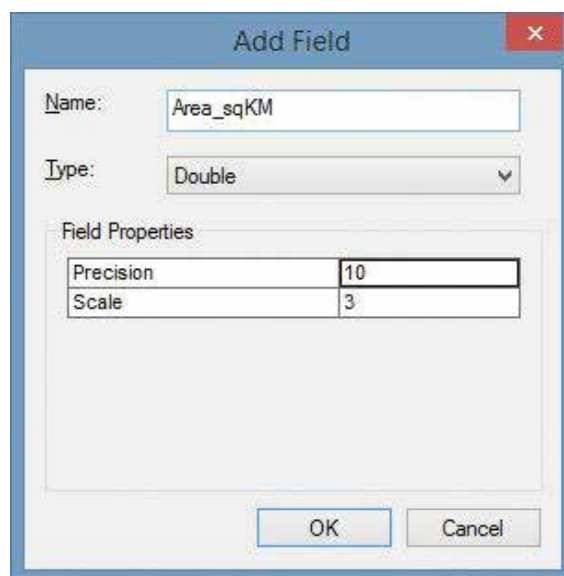 Add Field
Name: Area_sqKM
Type: Double
Field Properties
Precision 10
Scale 3
OK Cancel